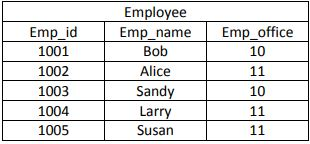 Employee
Emp_id Emp_name Emp_office
1001 Bob 10
1002 Alice 11
1003 Sandy 10
1004 Larry 11
1005 Susan 11